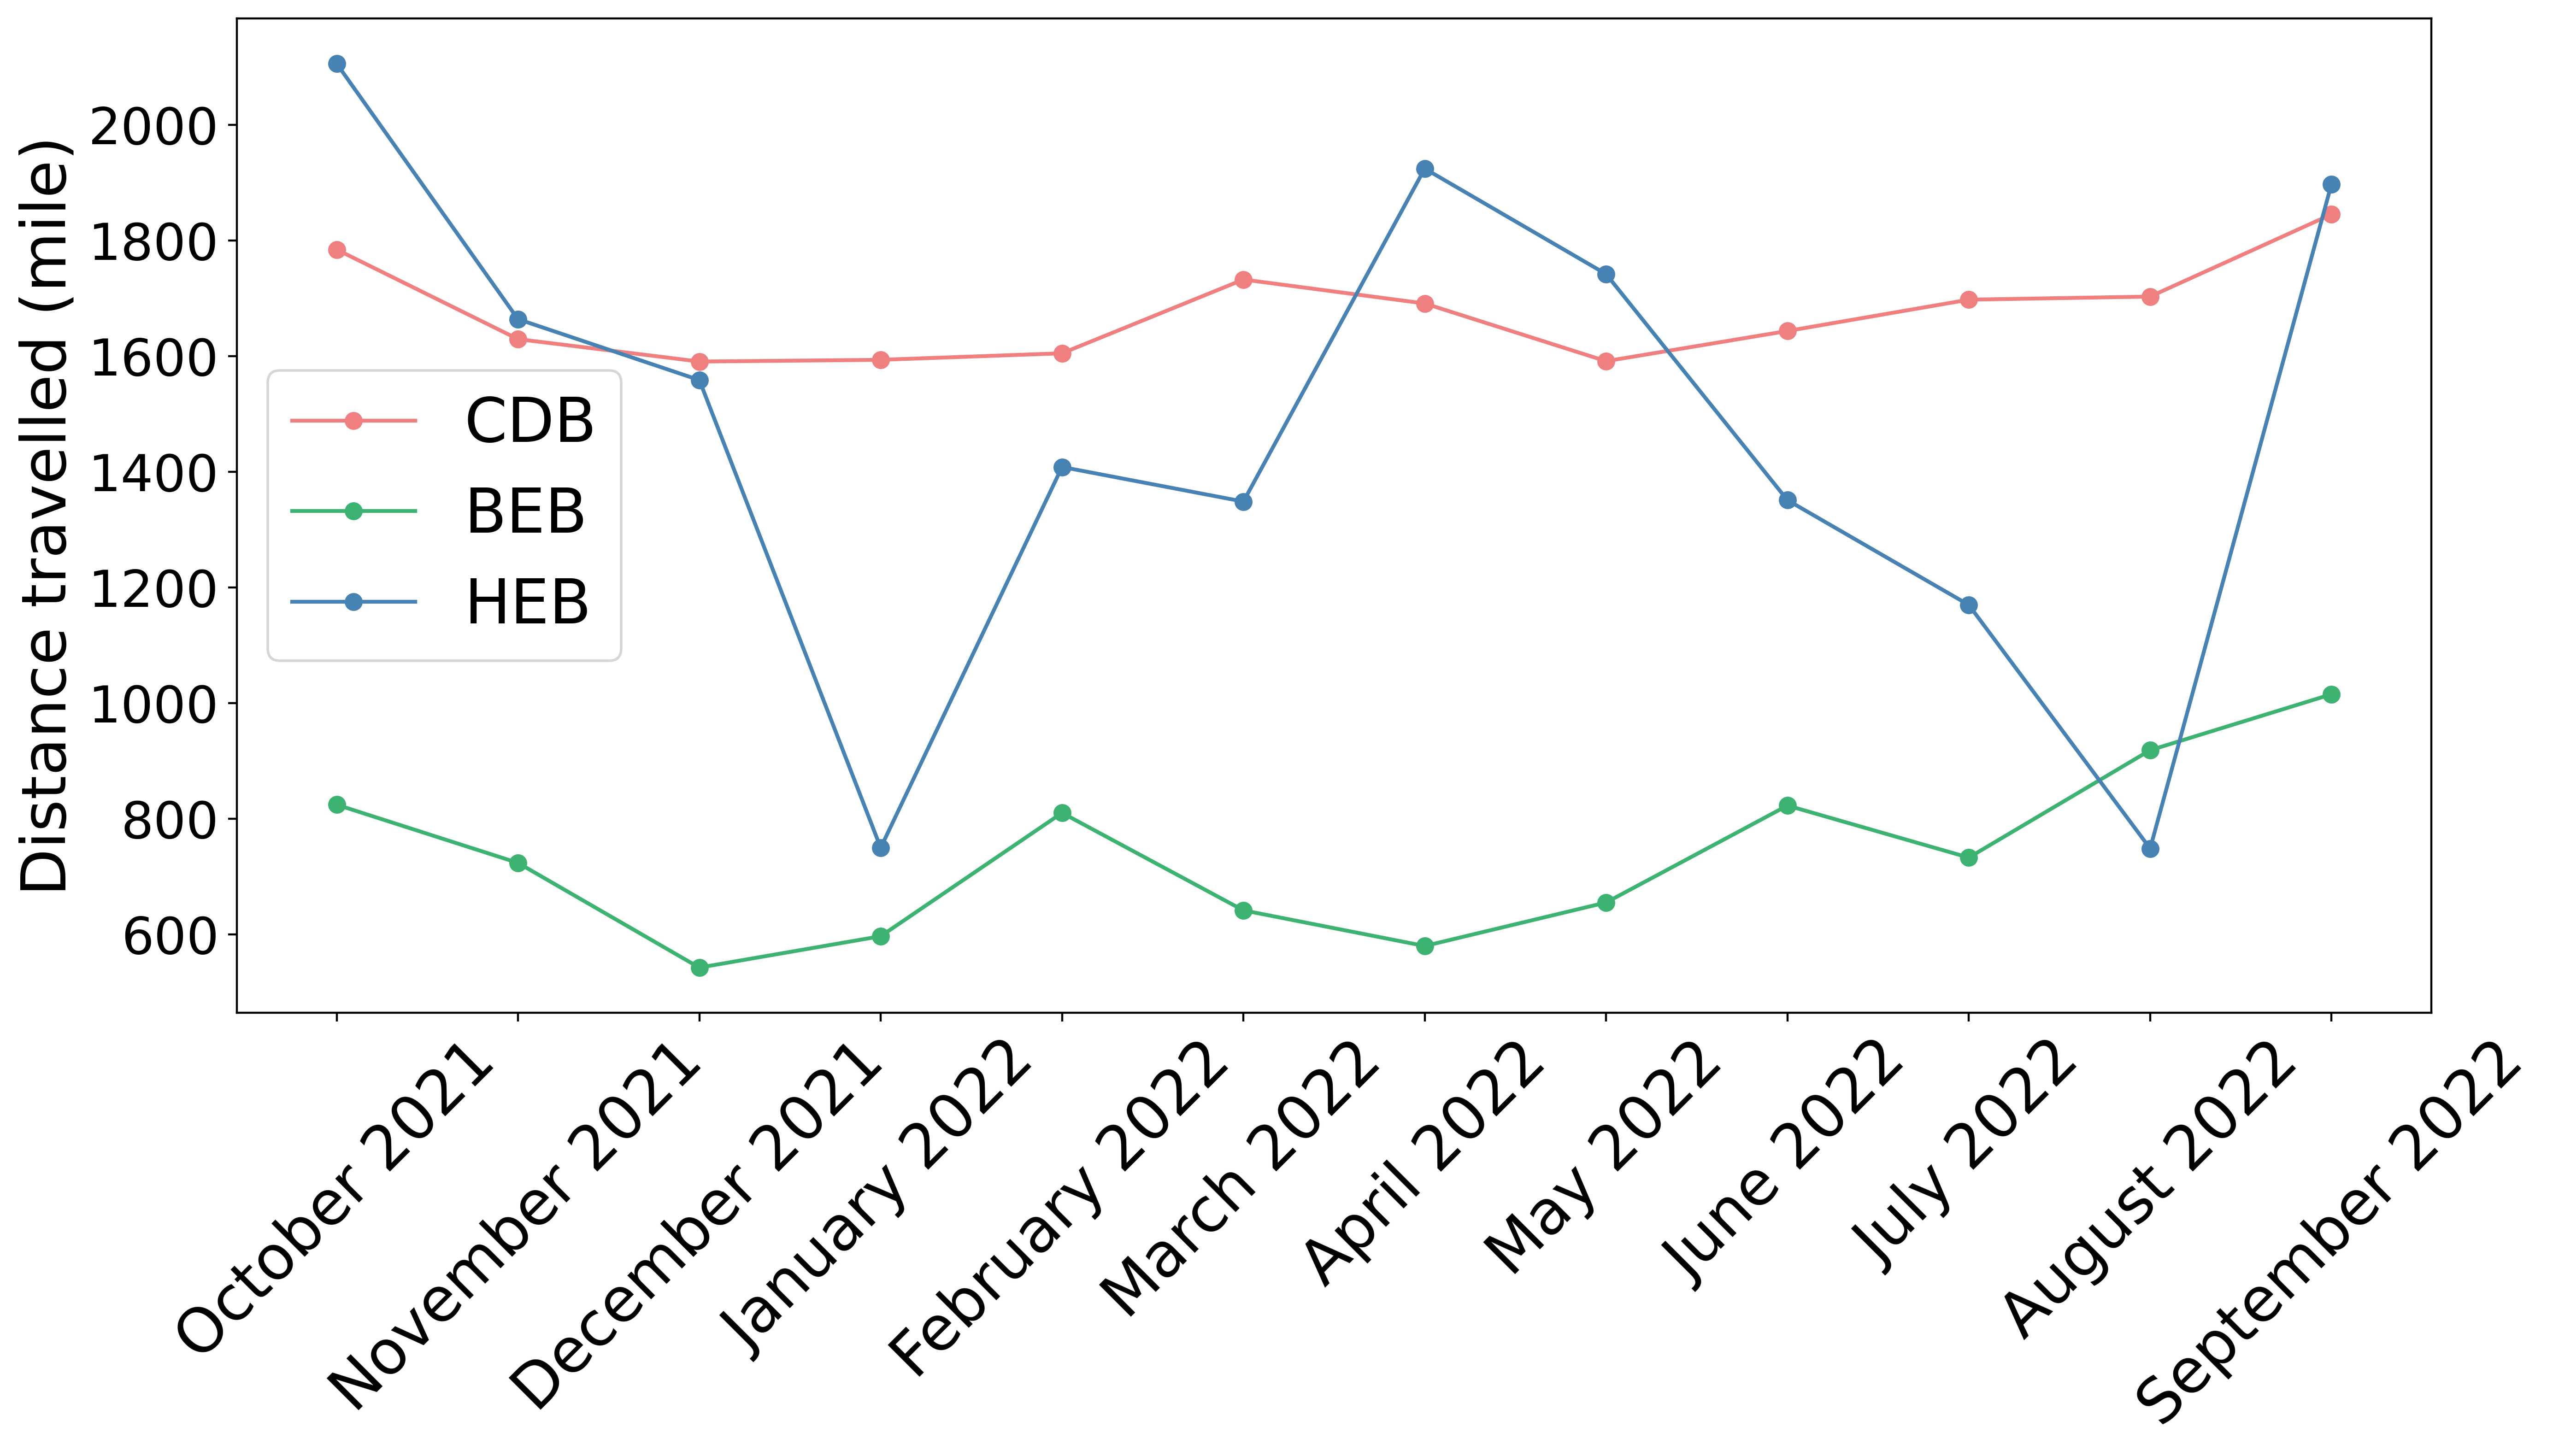 Distance travelled (mile)
2000
1800
1600
1400
1200
1000
800
600
CDB
BEB
HEB
October 2021
November 2021
December 2021
January 2022
February 2022
March 2022
April 2022
May 2022
June 2022
July 2022
August 2022
September 2022